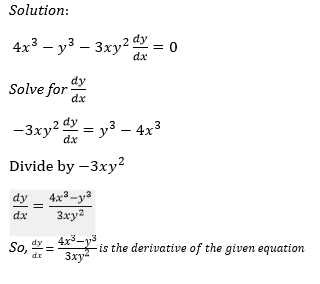 Solution:
4x³ − y³ − 3xy² dy/dx = 0
Solve for dy/dx
−3xy² dy/dx = y³ − 4x³
Divide by −3xy²
dy/dx = 4x³−y³/3xy²
So, dy/dx = 4x³−y³/3xy² is the derivative of the given equation